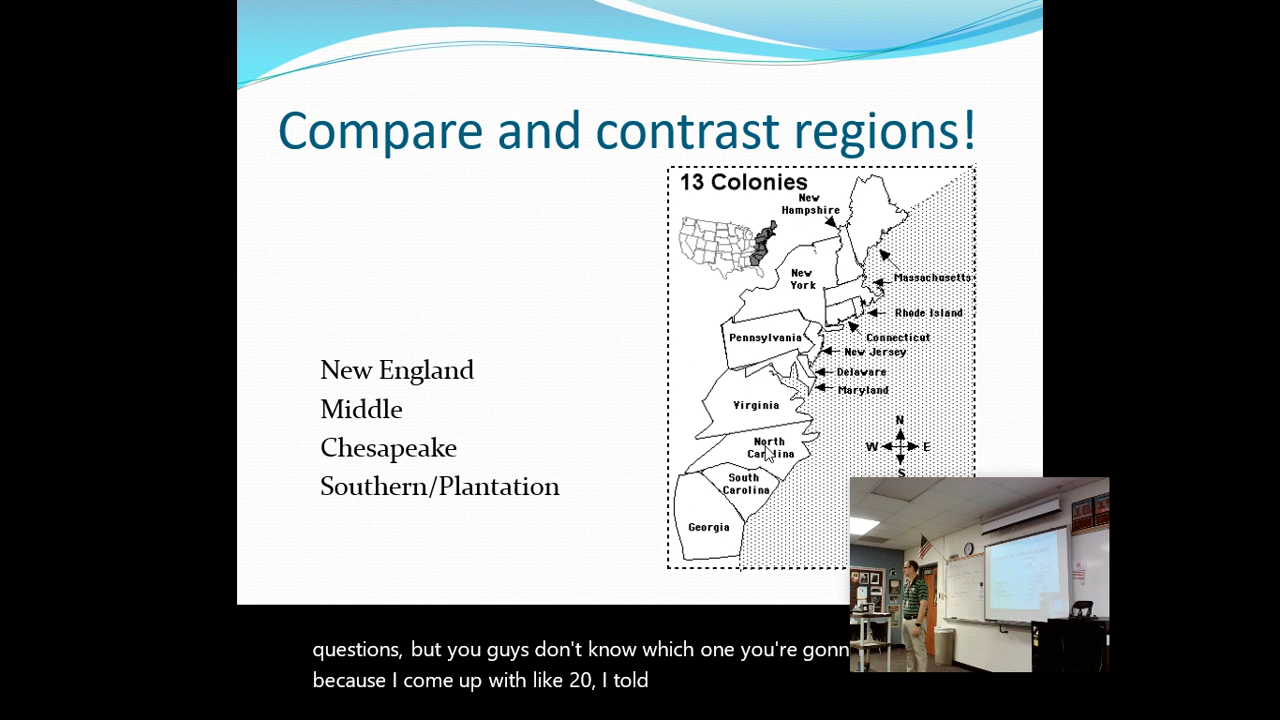 Compare and contrast regions!
13 Colonies
New
Hampshire
New
York
Massachusetts
Rhode Island
Connecticut
Pennsylvania
New Jersey
Delaware
Maryland
Virginia
N
W
E
S
North
Carolina
South
Carolina
Georgia
New England
Middle
Chesapeake
Southern/Plantation
questions, but you guys don't know which one you're gonn
because I come up with like 20, I told